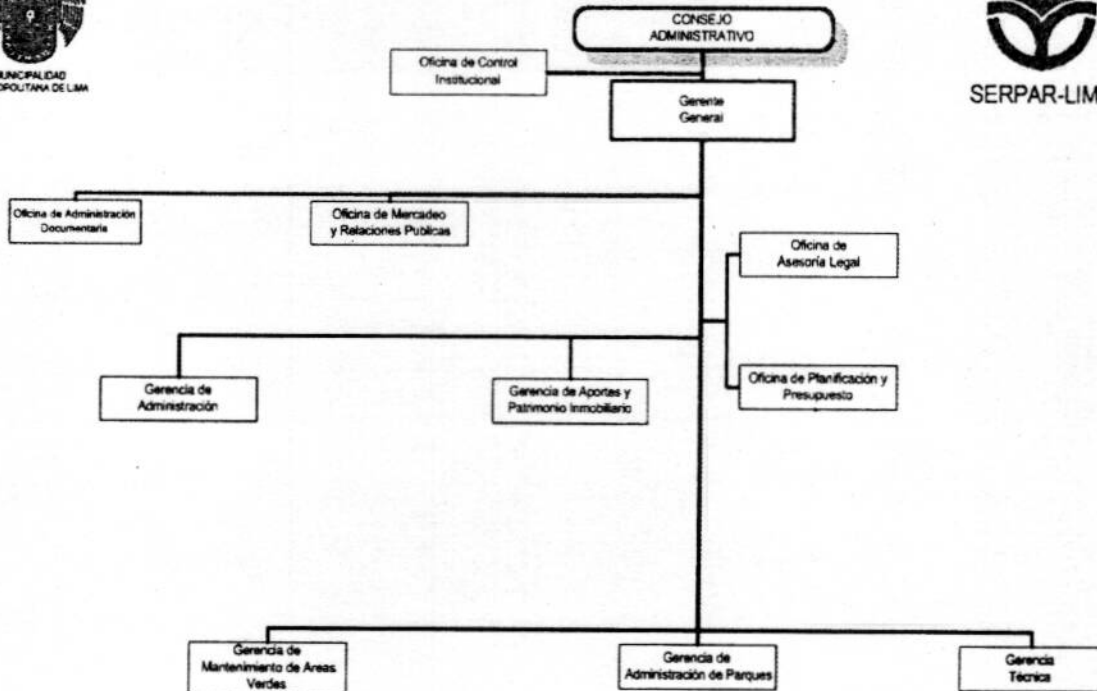 CONSEJO
ADMINISTRATIVO
Oficina de Control
Institucional
MUNICIPALIDAD
DE LIMA
SERPAR-LIM
Gerente
General
Oficina de Administración
Documentaria
Oficina de Mercadeo
y Relaciones Publicas
Oficina de
Asesoría Legal
Gerencia de
Administración
Gerencia de Aportes y
Patrimonio Inmobiliario
Oficina de Planificación y
Presupuesto
Gerencia de
Mantenimiento de Areas
Verdes
Gerencia de
Administración de Parques
Gerencia
Técnica